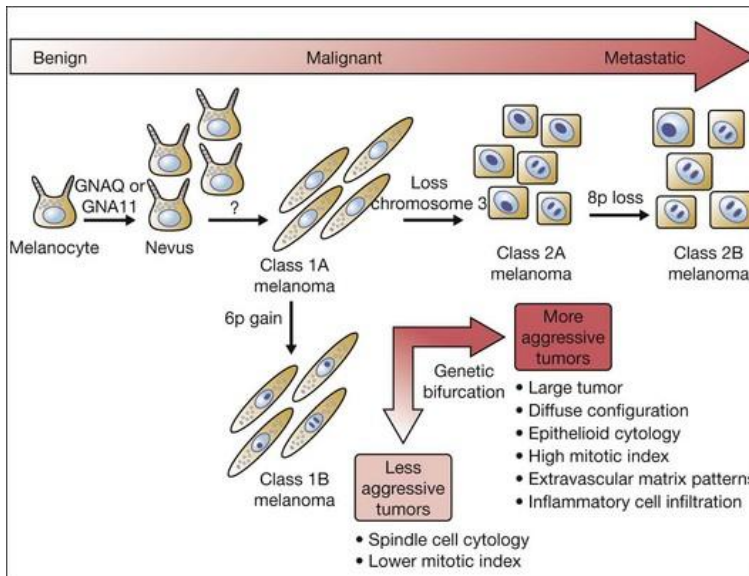 Benign
Malignant
Metastatic
GNAQ or
GNA11
?
Loss
chromosome 3
8p loss
Melanocyte
Nevus
Class 1A
melanoma
Class 2A
melanoma
Class 2B
melanoma
6p gain
Class 1B
melanoma
Genetic
bifurcation
More
aggressive
tumors
• Large tumor
• Diffuse configuration
• Epithelioid cytology
• High mitotic index
• Extravascular matrix patterns
• Inflammatory cell infiltration
Less
aggressive
tumors
• Spindle cell cytology
• Lower mitotic index